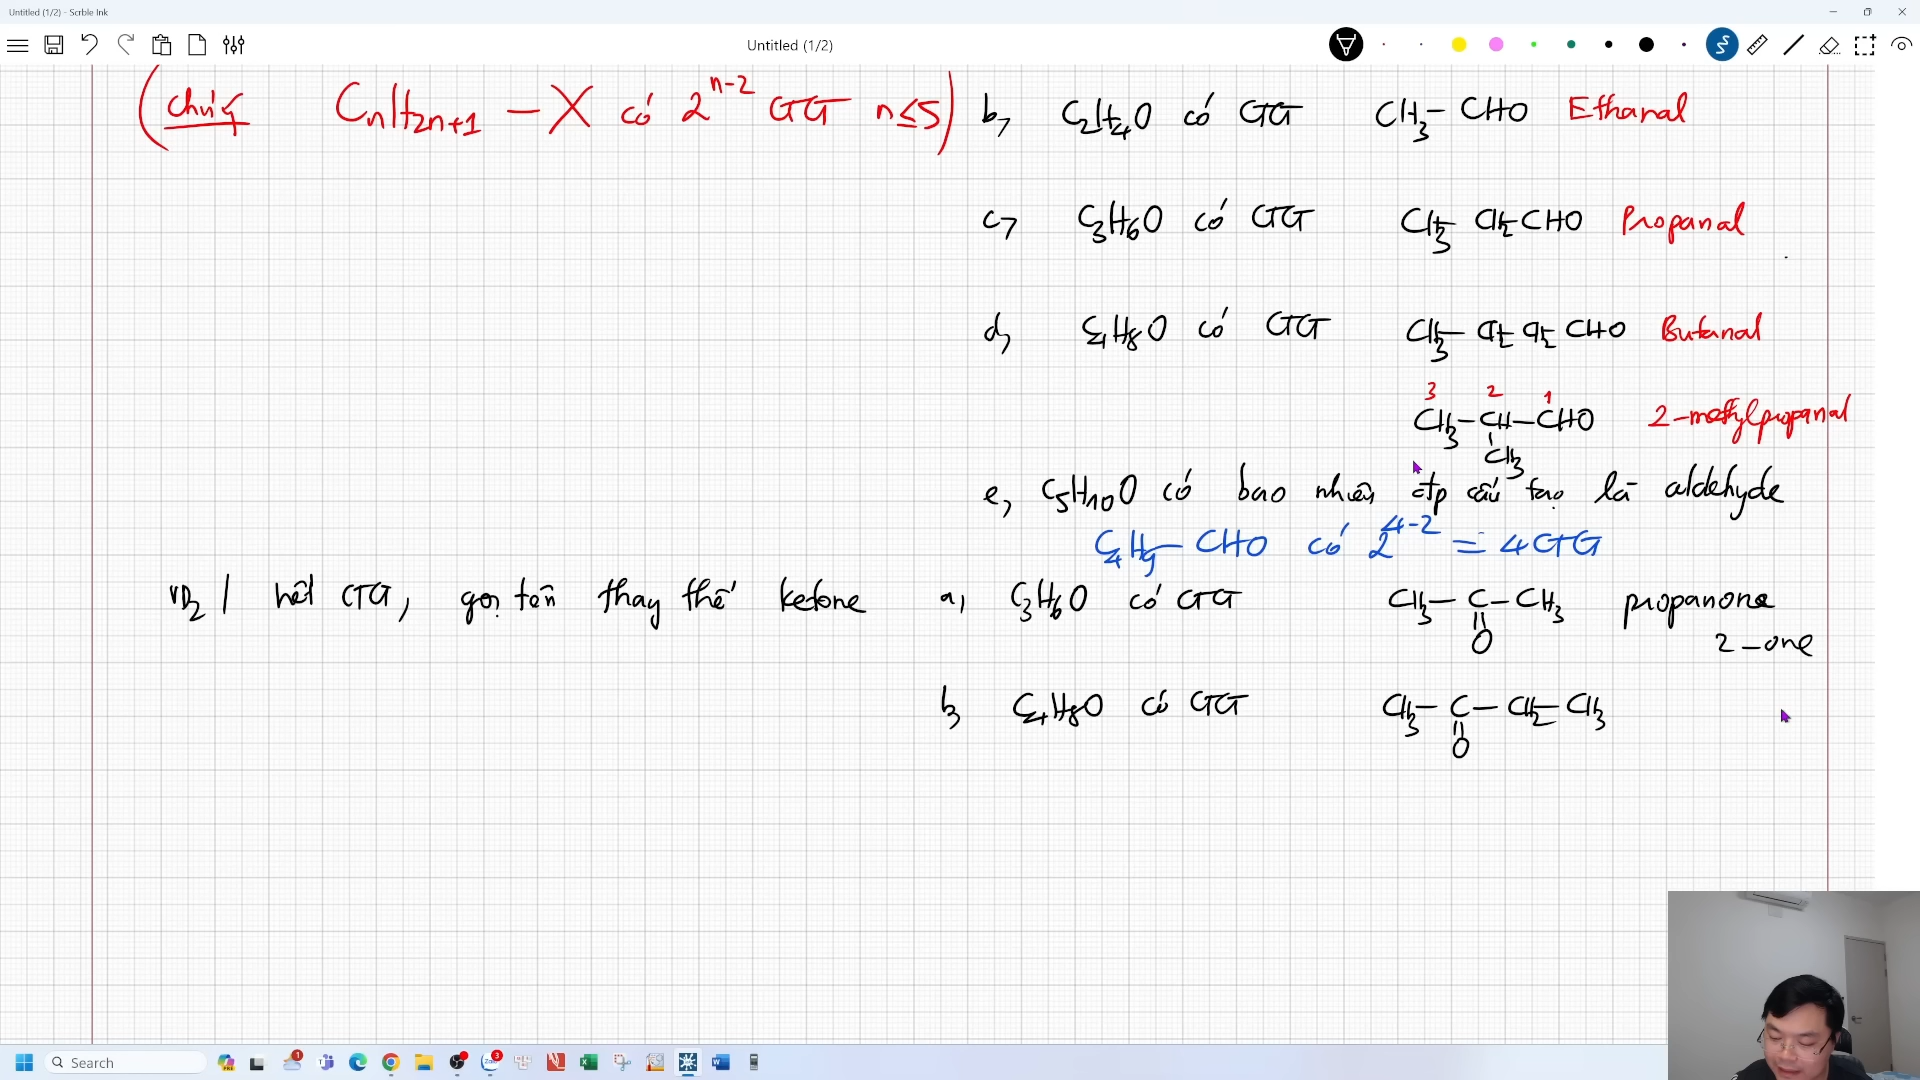 Untitled (1/2) - Scrble Ink
Untitled (1/2)
(chú ý CnH2n+1 – X có 2^n-2 CTCT n≤5)
b, C2H4O có CTCT CH3– CHO Ethanal
c, C3H6O có CTCT CH3– CH2–CHO Propanal
d, C4H8O có CTCT CH3– CH2 CH2 CHO Butanal
3 2 1
CH3–CH–CHO 2-methylpropanal
CH3
e, C5H10O có bao nhiêu đp cấu tạo là aldehyde
C4H9– CHO có 2^4-2 = 4 CTCT
VD2 / Viết CTCT, gọi tên thay thế ketone a, C3H6O có CTCT CH3– C–CH3 propanone
O 2-one
b, C4H8O có CTCT CH3– C – CH2–CH3
O
Search